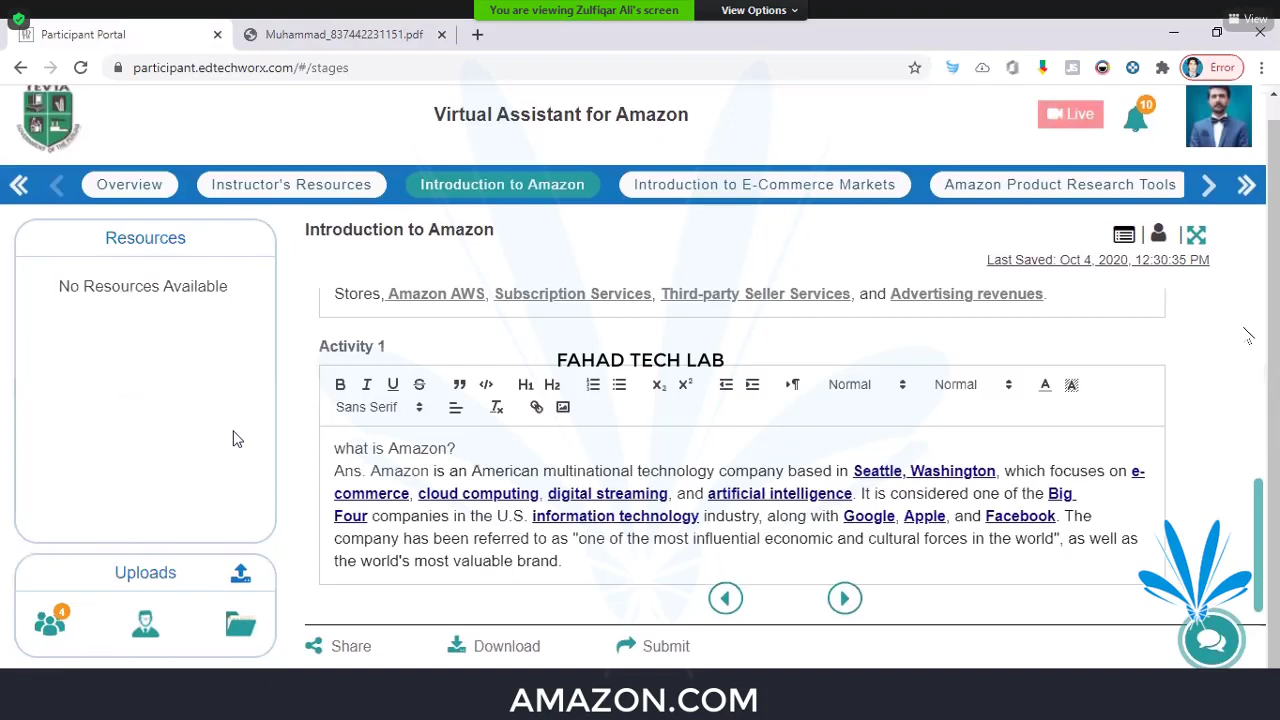 You are viewing Zulfiqar Ali's screen
View Options
View
Participant Portal
Muhammad_837442231151.pdf
participant.edtechworx.com/#/stages
Error
TEVTA
Virtual Assistant for Amazon
Live
10
Overview
Instructor's Resources
Introduction to Amazon
Introduction to E-Commerce Markets
Amazon Product Research Tools
Resources
No Resources Available
Introduction to Amazon
Last Saved: Oct 4, 2020, 12:30:35 PM
Stores, Amazon AWS, Subscription Services, Third-party Seller Services, and Advertising revenues.
Activity 1
FAHAD TECH LAB
B I U S H1 H2 X2 X2 Normal Normal A A
Sans Serif
what is Amazon?
Ans. Amazon is an American multinational technology company based in Seattle, Washington, which focuses on e-
commerce, cloud computing, digital streaming, and artificial intelligence. It is considered one of the Big
Four companies in the U.S. information technology industry, along with Google, Apple, and Facebook. The
company has been referred to as "one of the most influential economic and cultural forces in the world", as well as
the world's most valuable brand.
Uploads
4
Share
Download
Submit
AMAZON.COM